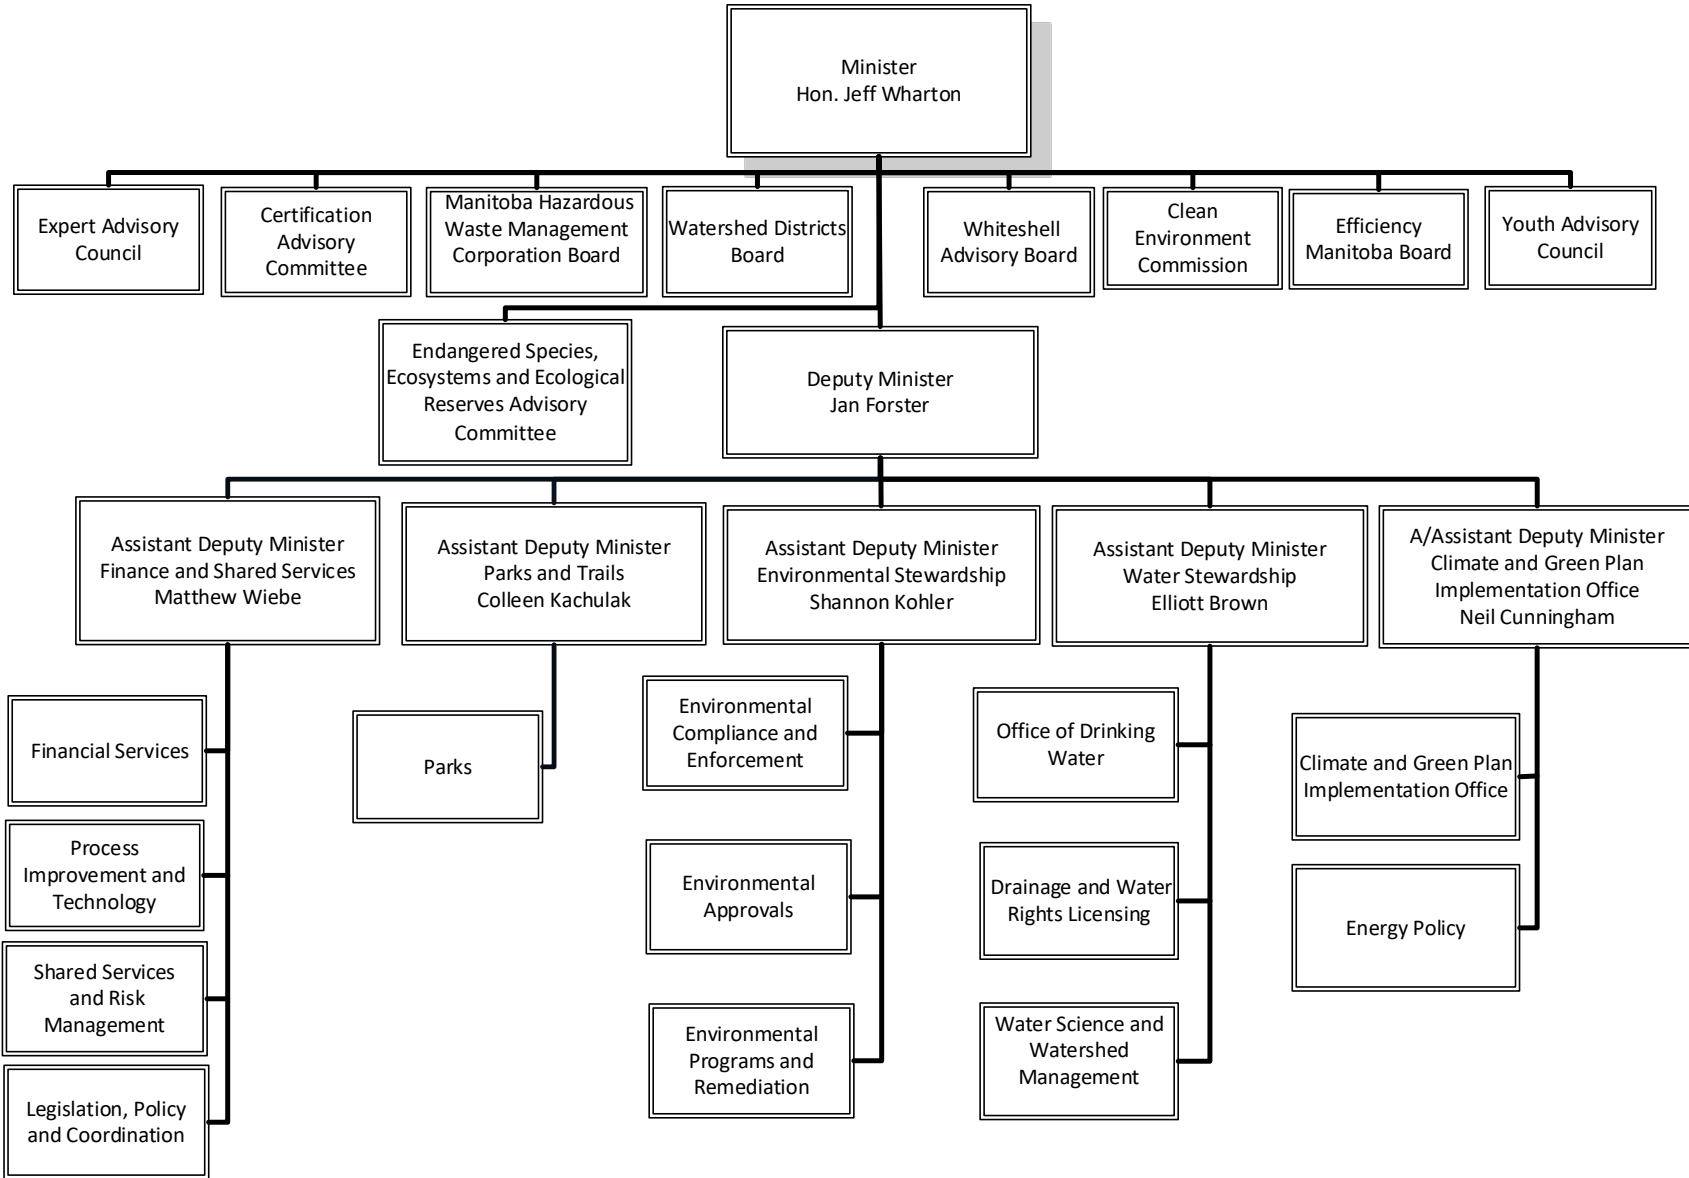 Minister
Hon. Jeff Wharton
Expert Advisory
Council
Certification
Advisory
Committee
Manitoba Hazardous
Waste Management
Corporation Board
Watershed Districts
Board
Whiteshell
Advisory Board
Clean
Environment
Commission
Efficiency
Manitoba Board
Youth Advisory
Council
Endangered Species,
Ecosystems and Ecological
Reserves Advisory
Committee
Deputy Minister
Jan Forster
Assistant Deputy Minister
Finance and Shared Services
Matthew Wiebe
Assistant Deputy Minister
Parks and Trails
Colleen Kachulak
Assistant Deputy Minister
Environmental Stewardship
Shannon Kohler
Assistant Deputy Minister
Water Stewardship
Elliott Brown
A/Assistant Deputy Minister
Climate and Green Plan
Implementation Office
Neil Cunningham
Financial Services
Process
Improvement and
Technology
Shared Services
and Risk
Management
Legislation, Policy
and Coordination
Parks
Environmental
Compliance and
Enforcement
Environmental
Approvals
Environmental
Programs and
Remediation
Office of Drinking
Water
Drainage and Water
Rights Licensing
Water Science and
Watershed
Management
Climate and Green Plan
Implementation Office
Energy Policy